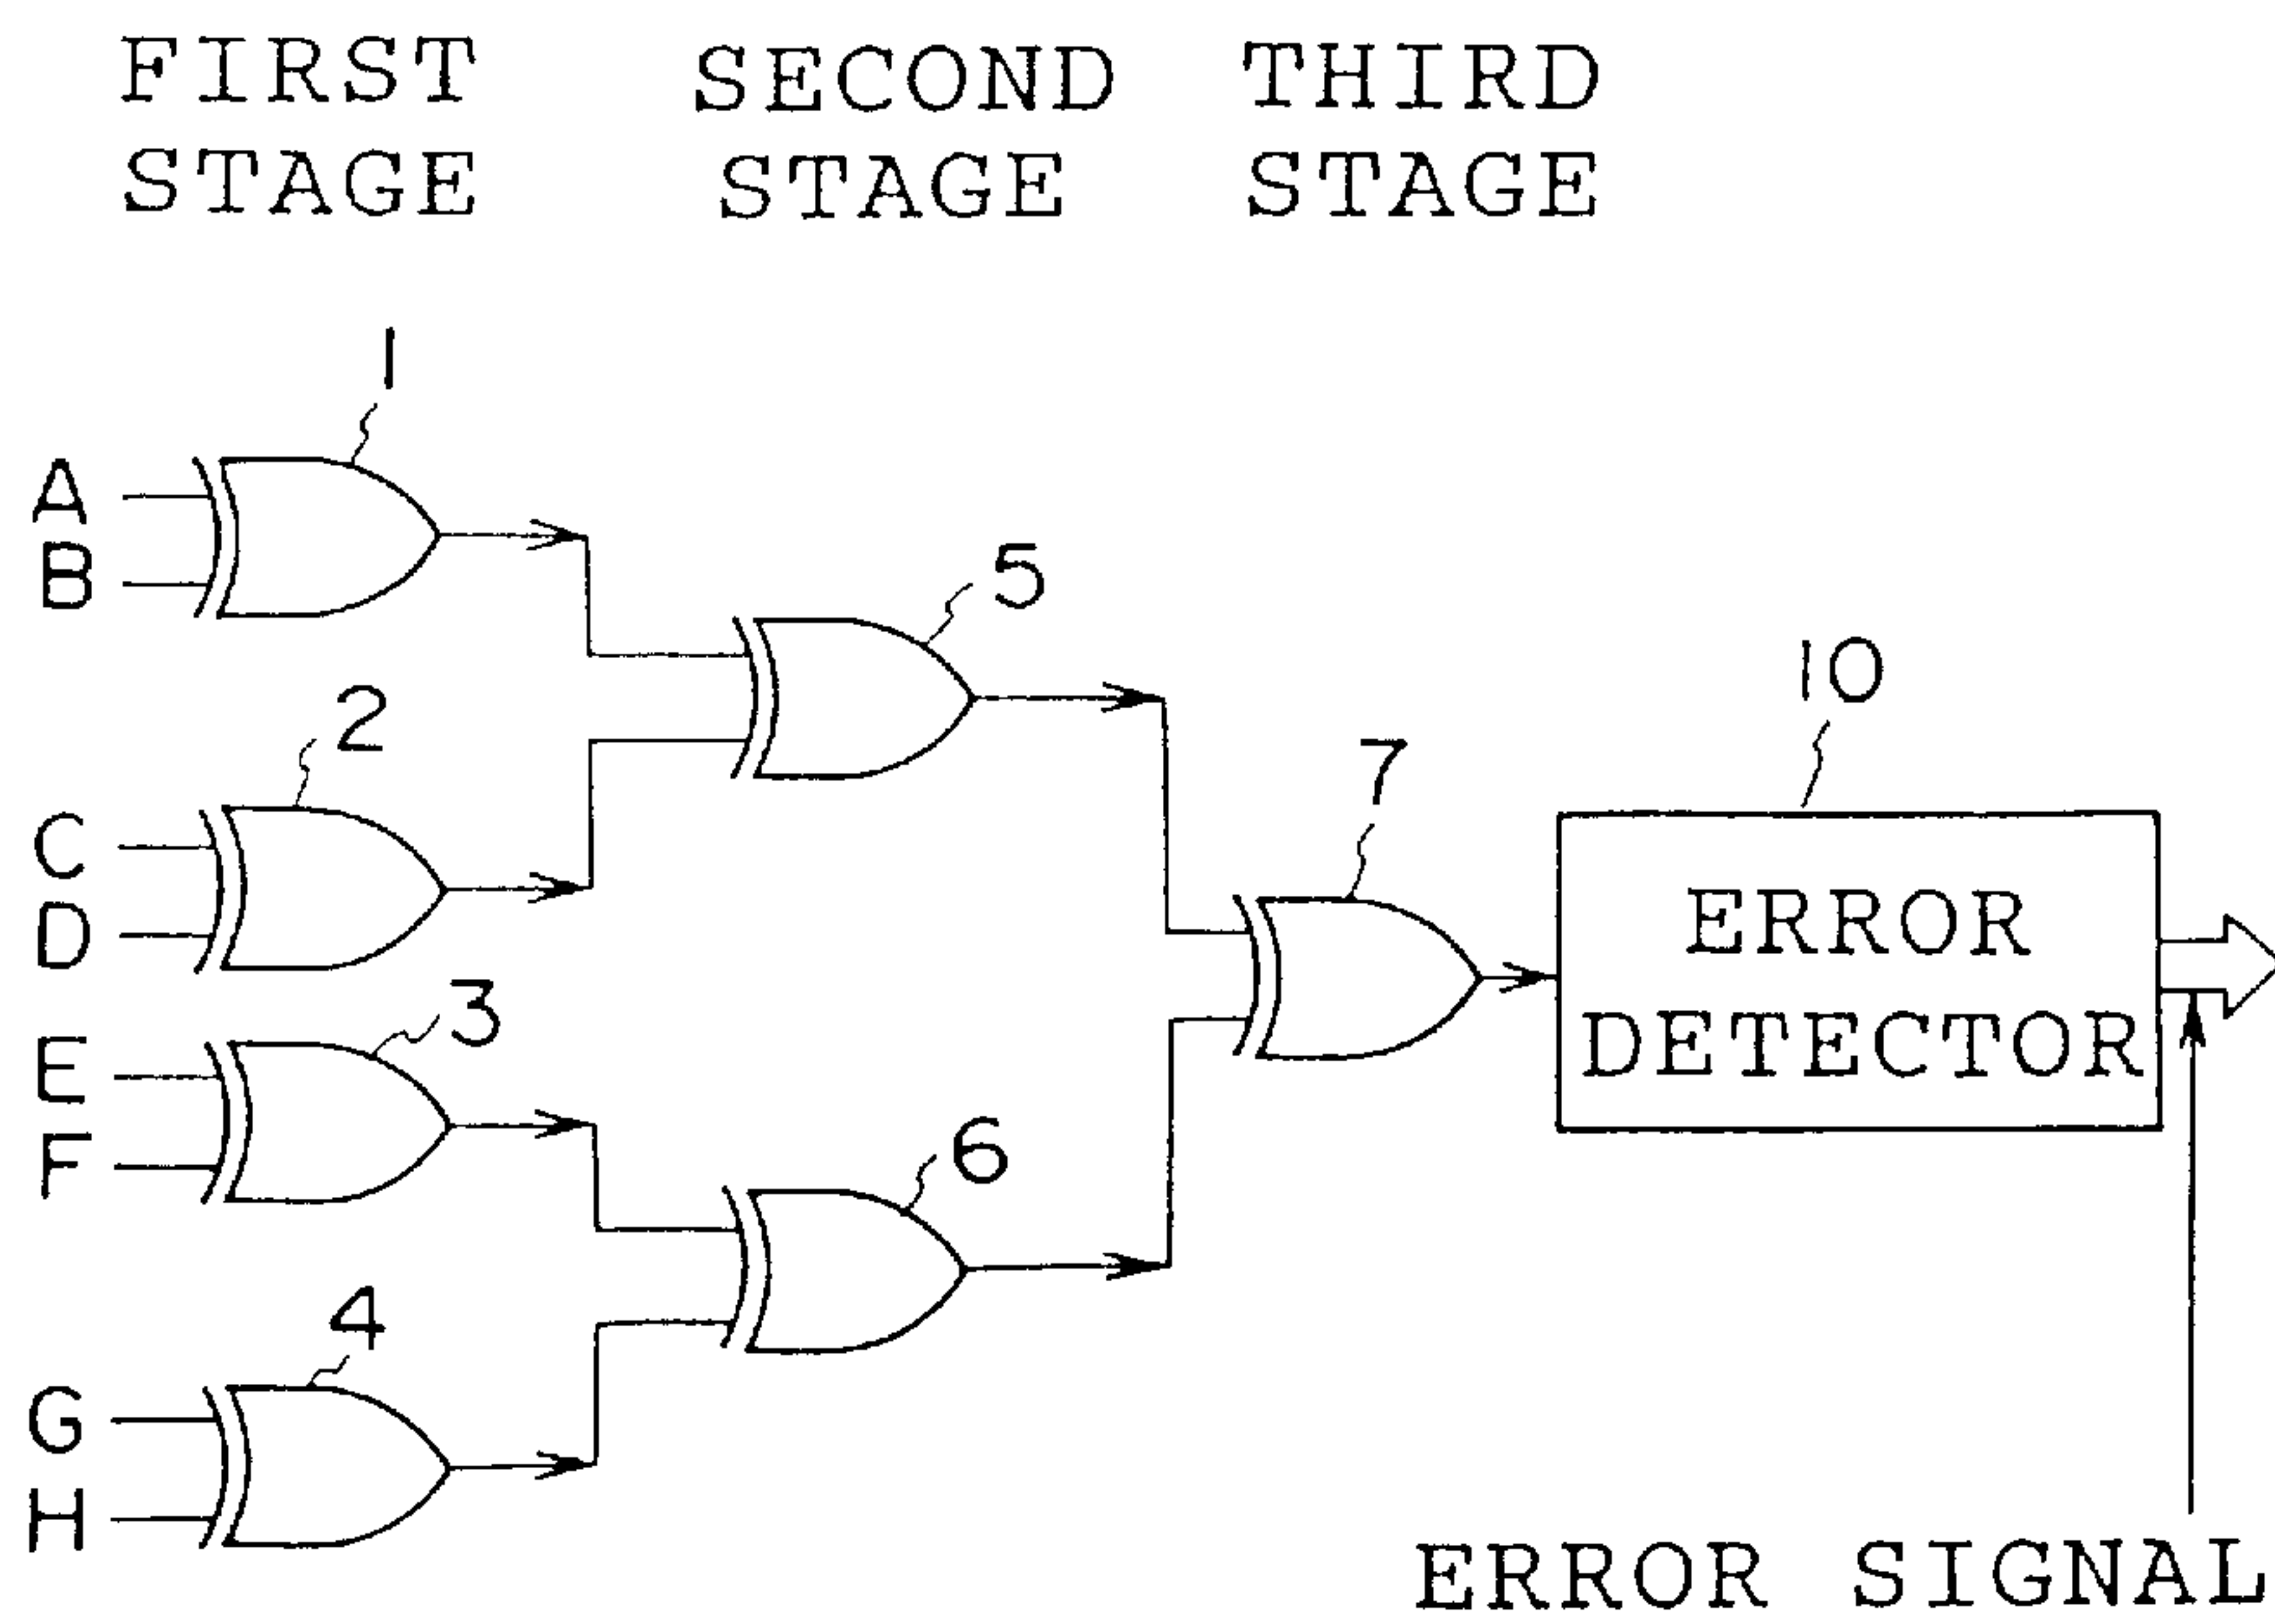 FIRST STAGE
SECOND STAGE
THIRD STAGE
1
A
B
5
2
10
7
C
D
ERROR
DETECTOR
3
E
F
6
4
G
H
ERROR SIGNAL